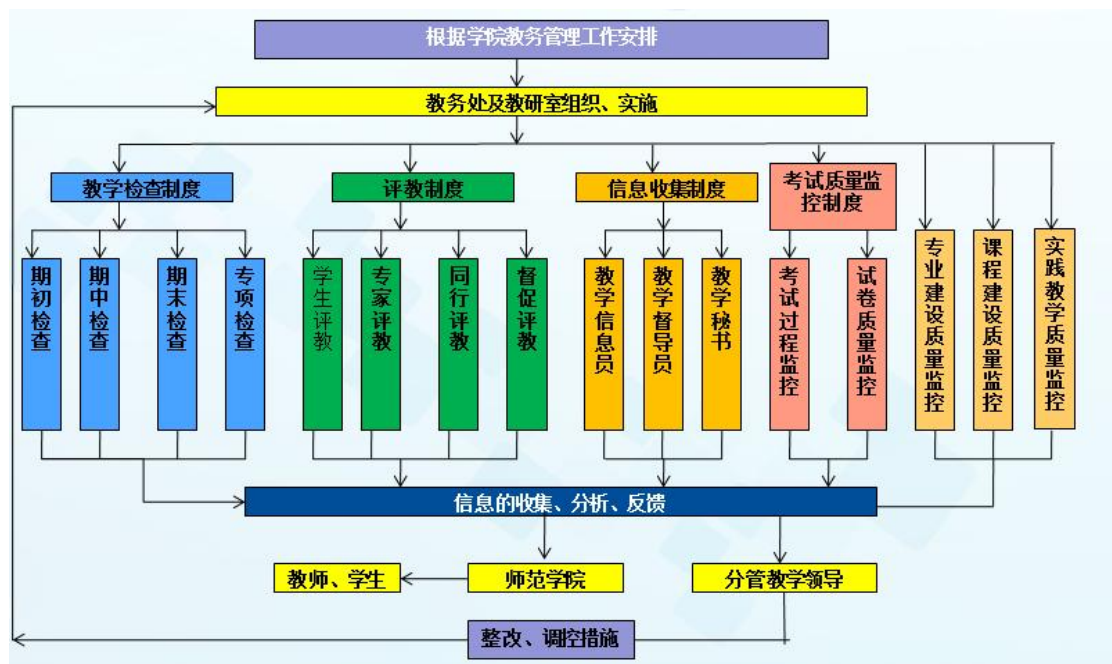 根据学院教务管理工作安排
教务处及教研室组织、实施
教学检查制度
评教制度
信息收集制度
考试质量监
控制度
期初检查
期中检查
期末检查
专项检查
学生评教
专家评教
同行评教
督促评教
教学信息员
教学督导员
教学秘书
考试过程监控
试卷质量监控
专业建设质量监控
课程建设质量监控
实践教学质量监控
信息的收集、分析、反馈
教师、学生
师范学院
分管教学领导
整改、调控措施